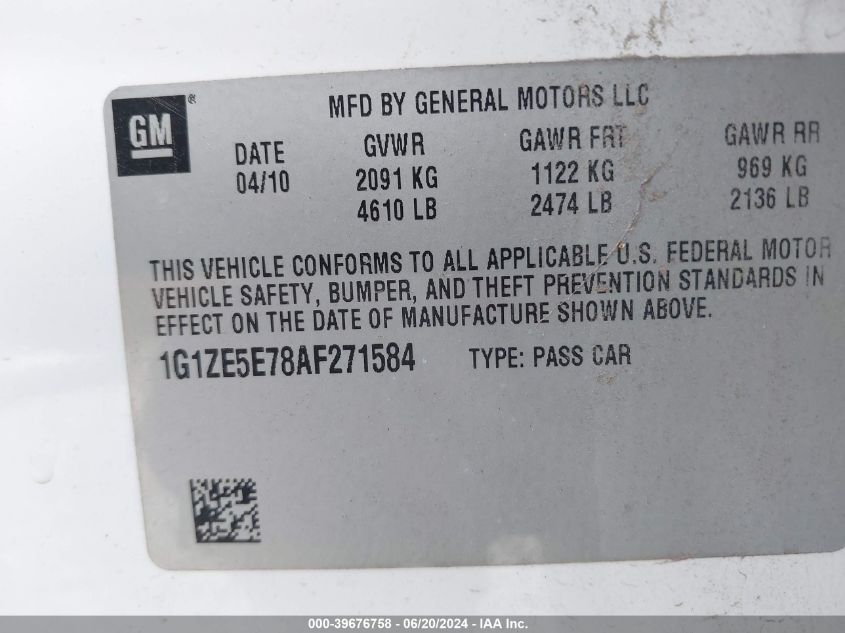 MFD BY GENERAL MOTORS LLC
GM ®
DATE GVWR GAWR FRT GAWR RR
04/10 2091 KG 1122 KG 969 KG
4610 LB 2474 LB 2136 LB
THIS VEHICLE CONFORMS TO ALL APPLICABLE U.S. FEDERAL MOTOR
VEHICLE SAFETY, BUMPER, AND THEFT PREVENTION STANDARDS IN
EFFECT ON THE DATE OF MANUFACTURE SHOWN ABOVE.
1G1ZE5E78AF271584 TYPE: PASS CAR
000-39676758 - 06/20/2024 - IAA Inc.